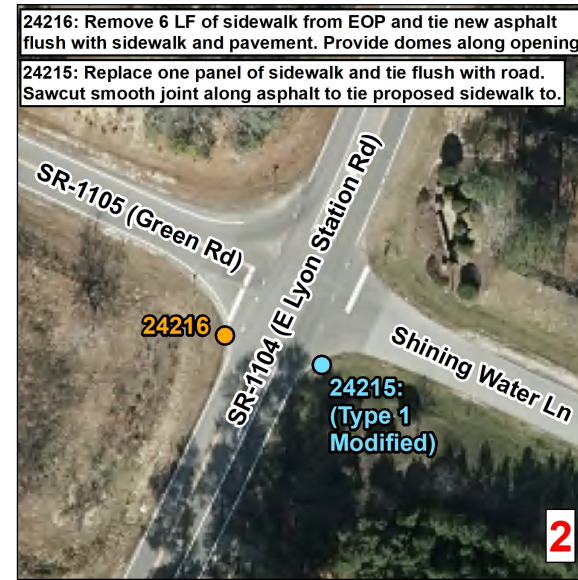 24216: Remove 6 LF of sidewalk from EOP and tie new asphalt
flush with sidewalk and pavement. Provide domes along opening
24215: Replace one panel of sidewalk and tie flush with road.
Sawcut smooth joint along asphalt to tie proposed sidewalk to.
SR-1105 (Green Rd)
SR-1104 (E Lyon Station Rd)
24216
Shining Water Ln
24215:
(Type 1
Modified)
2